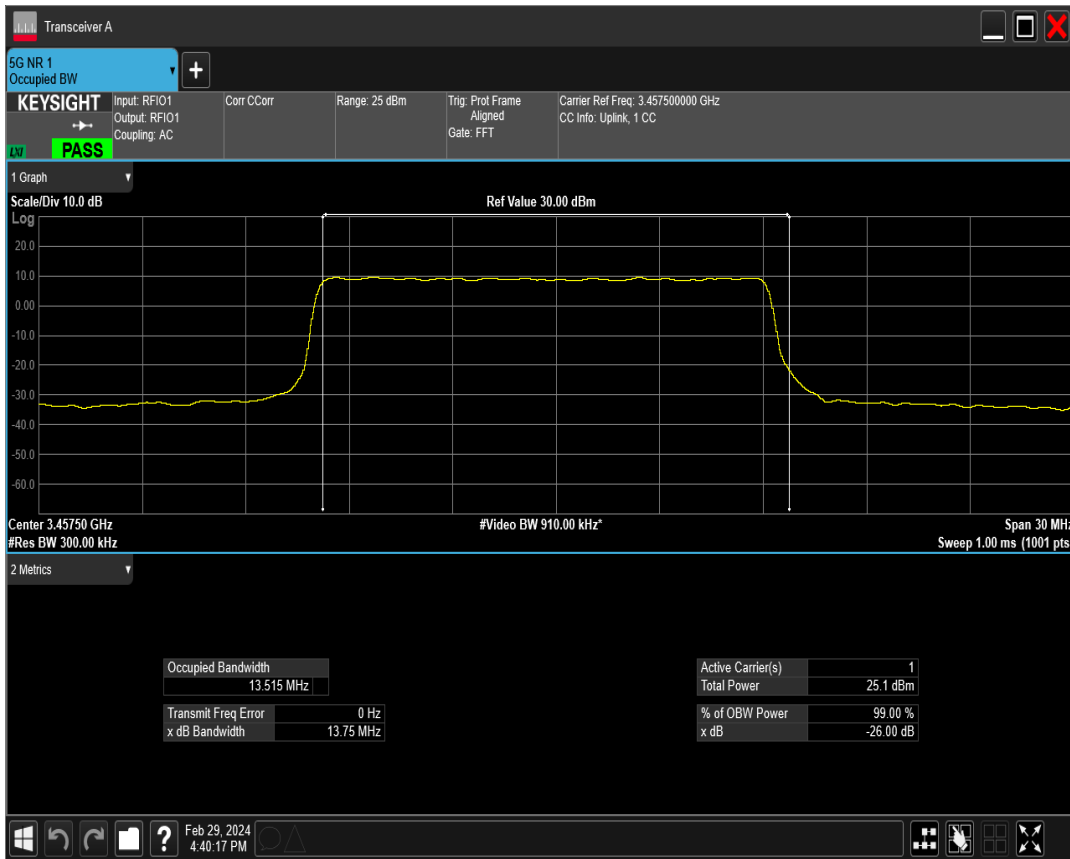 Transceiver A
5G NR 1
Occupied BW
KEYSIGHT
LXI
PASS
Input: RFIO1
Output: RFIO1
Coupling: AC
Corr CCorr
Range: 25 dBm
Trig: Prot Frame
Aligned
Gate: FFT
Carrier Ref Freq: 3.457500000 GHz
CC Info: Uplink, 1 CC
1 Graph
Scale/Div 10.0 dB
Ref Value 30.00 dBm
Log
20.0
10.0
0.00
-10.0
-20.0
-30.0
-40.0
-50.0
-60.0
Center 3.45750 GHz
#Video BW 910.00 kHz*
Span 30 MHz
#Res BW 300.00 kHz
Sweep 1.00 ms (1001 pts
2 Metrics
Occupied Bandwidth
13.515 MHz
Transmit Freq Error 0 Hz
x dB Bandwidth 13.75 MHz
Active Carrier(s) 1
Total Power 25.1 dBm
% of OBW Power 99.00 %
x dB -26.00 dB
Feb 29, 2024
4:40:17 PM